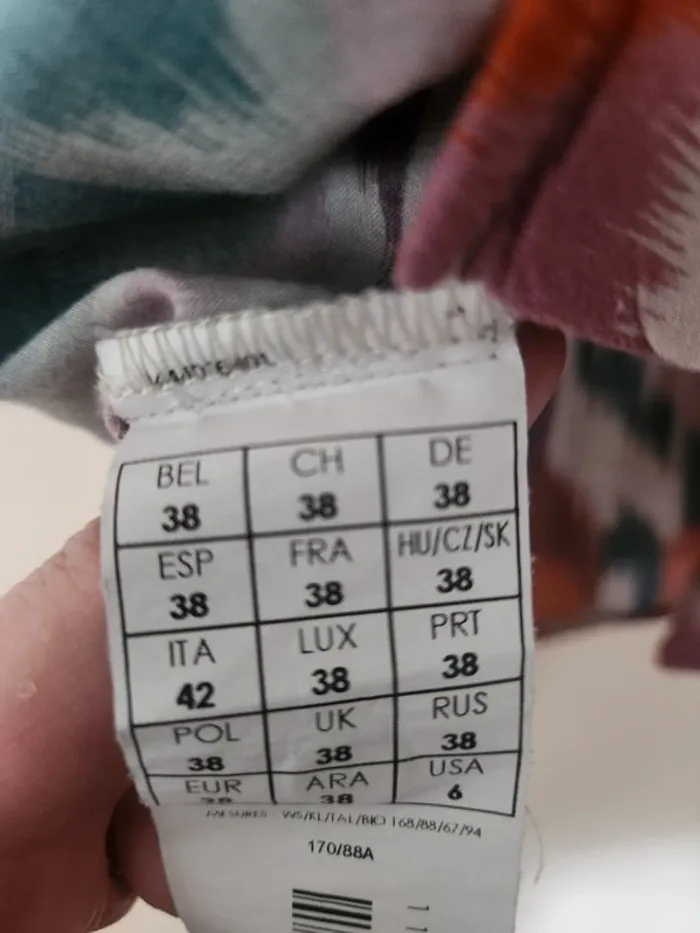 BEL CH DE
38 38 38
ESP FRA HU/CZ/SK
38 38 38
ITA LUX PRT
42 38 38
POL UK RUS
38 38 38
EUR ARA USA
38 38 6
MESURES WS/KL/TAL/BIO 168/88/67/94
170/88A